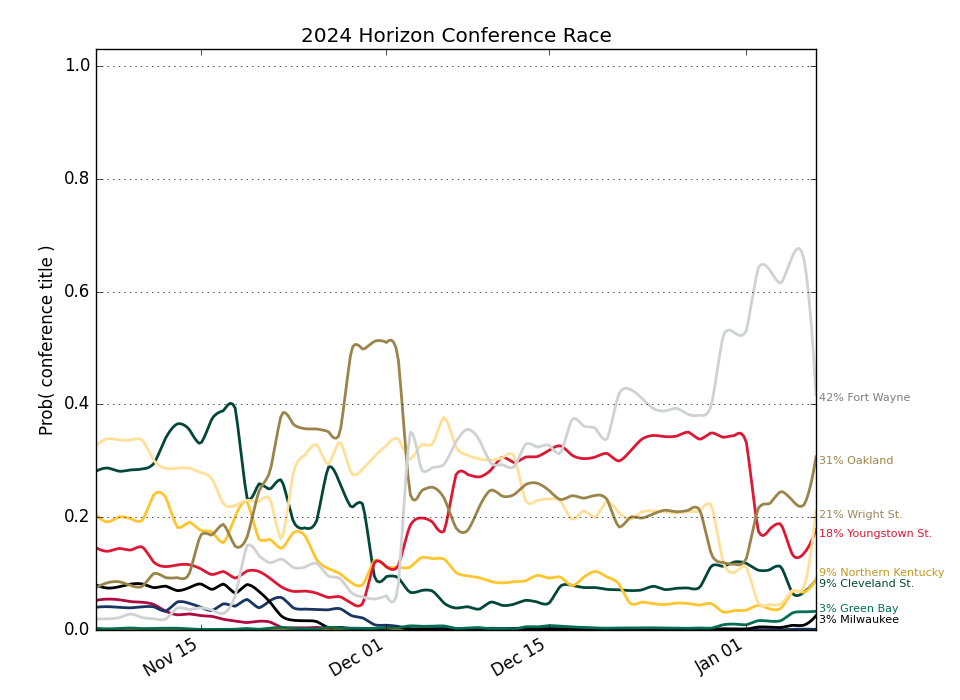 2024 Horizon Conference Race
Prob( conference title )
1.0
0.8
0.6
0.4
0.2
0.0
Nov 15
Dec 01
Dec 15
Jan 01
42% Fort Wayne
31% Oakland
21% Wright St.
18% Youngstown St.
9% Northern Kentucky
9% Cleveland St.
3% Green Bay
3% Milwaukee